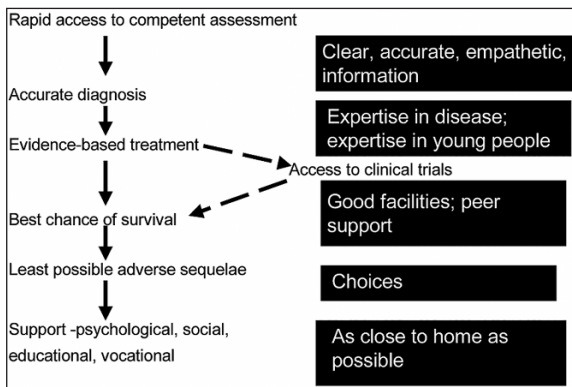 Rapid access to competent assessment
Accurate diagnosis
Evidence-based treatment
Access to clinical trials
Best chance of survival
Least possible adverse sequelae
Support -psychological, social,
educational, vocational
Clear, accurate, empathetic,
information
Expertise in disease;
expertise in young people
Good facilities; peer
support
Choices
As close to home as
possible